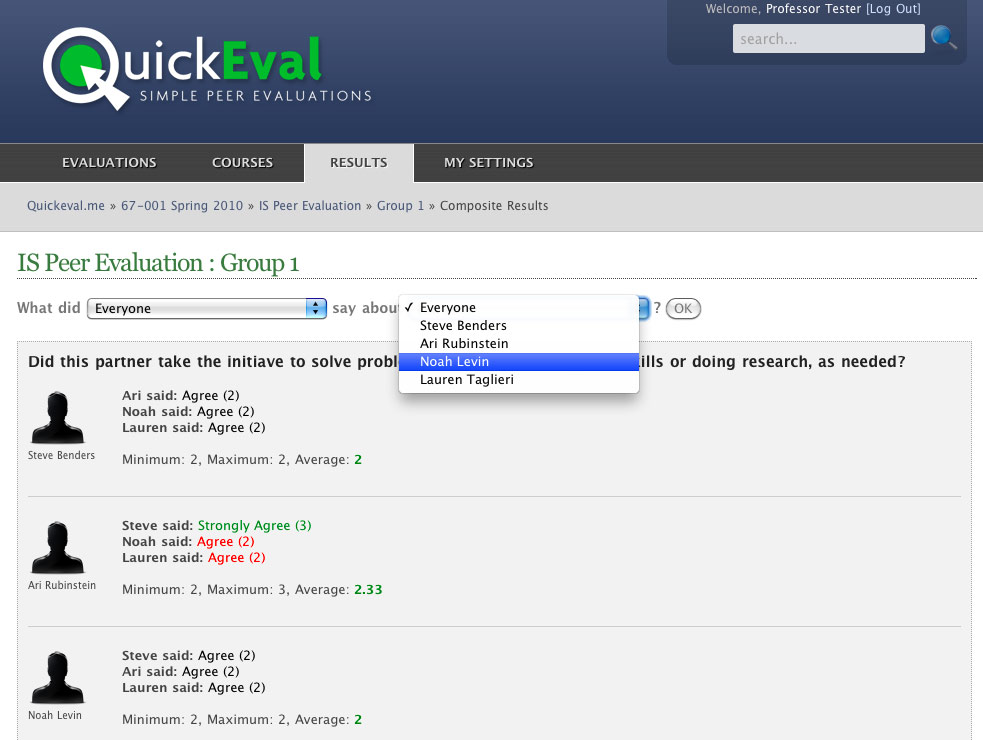 Welcome, Professor Tester [Log Out]
search...
QuickEval
SIMPLE PEER EVALUATIONS
EVALUATIONS COURSES RESULTS MY SETTINGS
Quickeval.me » 67-001 Spring 2010 » IS Peer Evaluation » Group 1 » Composite Results
IS Peer Evaluation : Group 1
What did Everyone say about ? OK
✓ Everyone
Steve Benders
Ari Rubinstein
Noah Levin
Lauren Taglieri
Did this partner take the initiave to solve or doing research, as needed?
Ari said: Agree (2)
Noah said: Agree (2)
Lauren said: Agree (2)
Steve Benders
Minimum: 2, Maximum: 2, Average: 2
Steve said: Strongly Agree (3)
Noah said: Agree (2)
Lauren said: Agree (2)
Ari Rubinstein
Minimum: 2, Maximum: 3, Average: 2.33
Steve said: Agree (2)
Ari said: Agree (2)
Lauren said: Agree (2)
Noah Levin
Minimum: 2, Maximum: 2, Average: 2